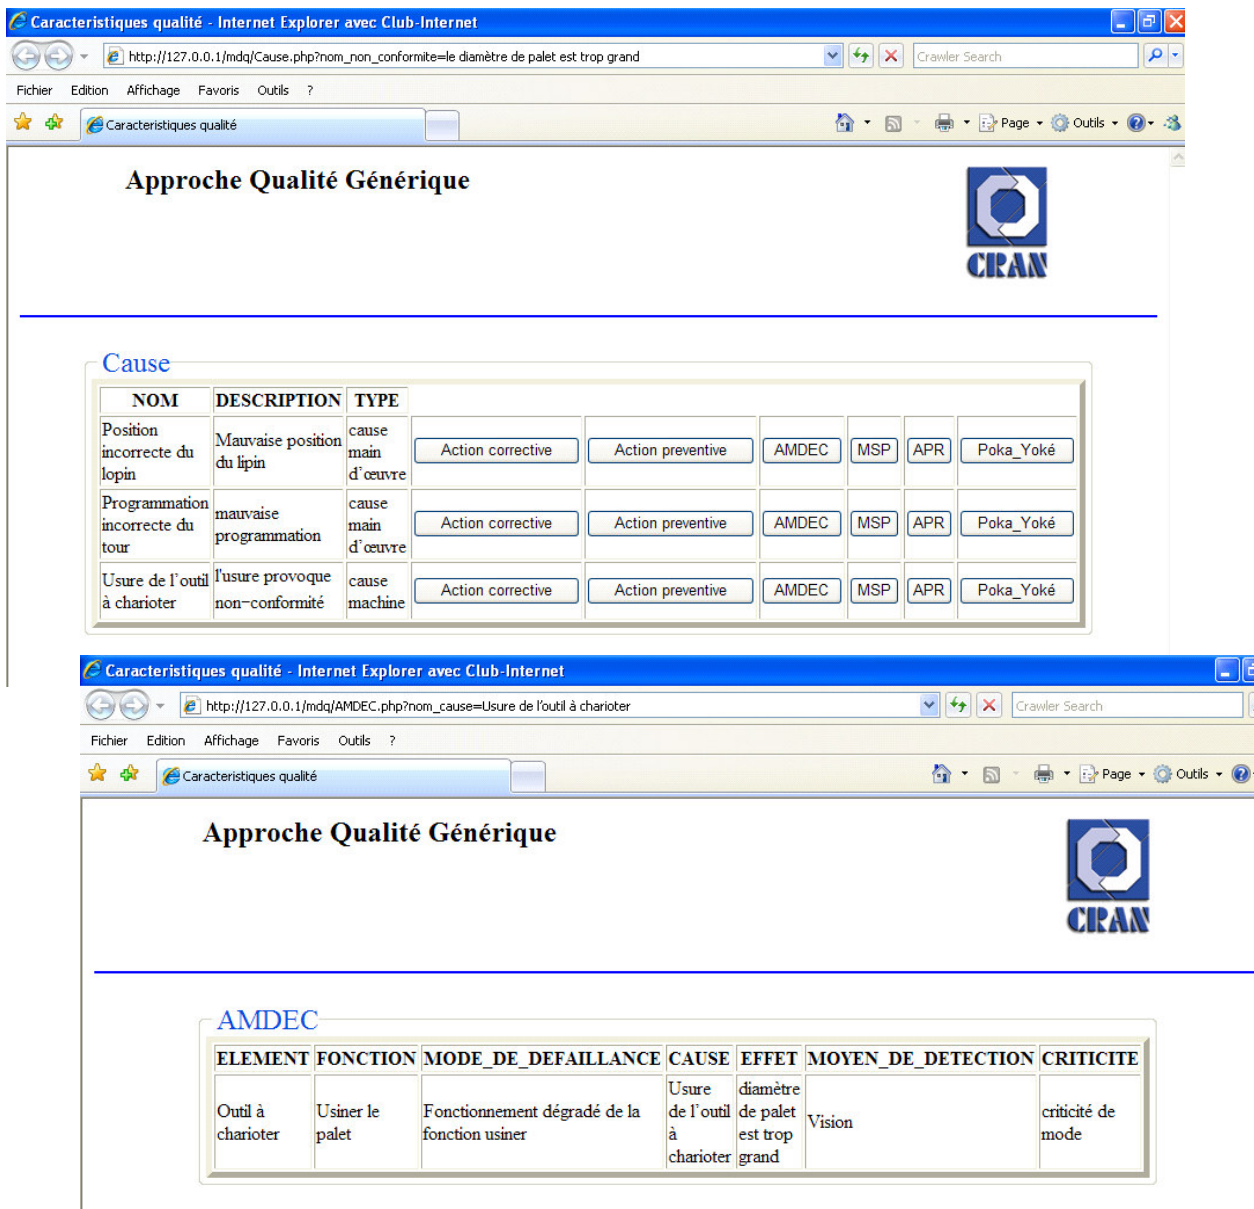 Caracteristiques qualité - Internet Explorer avec Club-Internet
http://127.0.0.1/mdq/Cause.php?nom_non_conformite=le diamètre de palet est trop grand
Crawler Search
Fichier Edition Affichage Favoris Outils ?
Caracteristiques qualité
Page Outils
Approche Qualité Générique
CRAN
Cause
NOM DESCRIPTION TYPE
Position incorrecte du lopin
Mauvaise position du lipin
cause main d'œuvre
Action corrective Action preventive AMDEC MSP APR Poka_Yoké
Programmation incorrecte du tour
mauvaise programmation
cause main d'œuvre
Action corrective Action preventive AMDEC MSP APR Poka_Yoké
Usure de l'outil à charioter
l'usure provoque non-conformité
cause machine
Action corrective Action preventive AMDEC MSP APR Poka_Yoké
Caracteristiques qualité - Internet Explorer avec Club-Internet
http://127.0.0.1/mdq/AMDEC.php?nom_cause=Usure de l'outil à charioter
Crawler Search
Fichier Edition Affichage Favoris Outils ?
Caracteristiques qualité
Page Outils
Approche Qualité Générique
CRAN
AMDEC
ELEMENT FONCTION MODE_DE_DEFAILLANCE CAUSE EFFET MOYEN_DE_DETECTION CRITICITE
Outil à charioter
Usiner le palet
Fonctionnement dégradé de la fonction usiner
Usure de l'outil à charioter
diamètre de palet est trop grand
Vision
criticité de mode